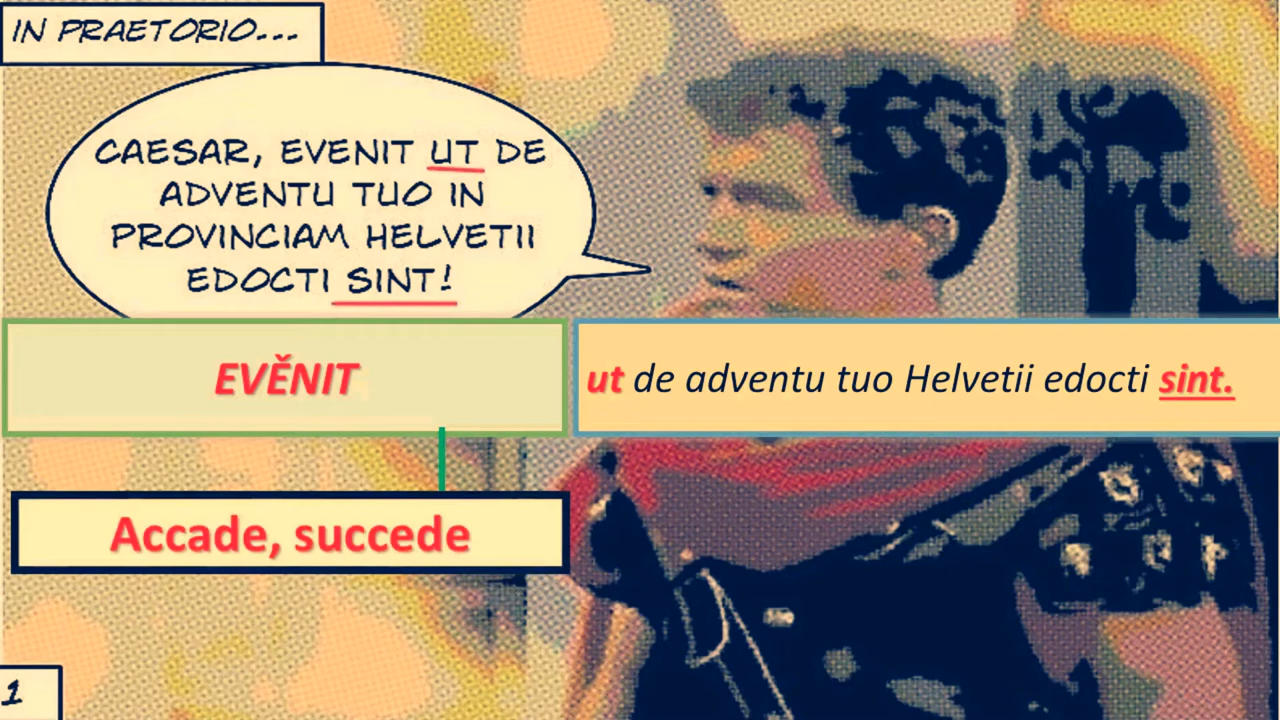 IN PRAETORIO...
CAESAR, EVENIT UT DE
ADVENTU TUO IN
PROVINCIAM HELVETII
EDOCTI SINT!
EVĚNIT
ut de adventu tuo Helvetii edocti sint.
Accade, succede
1